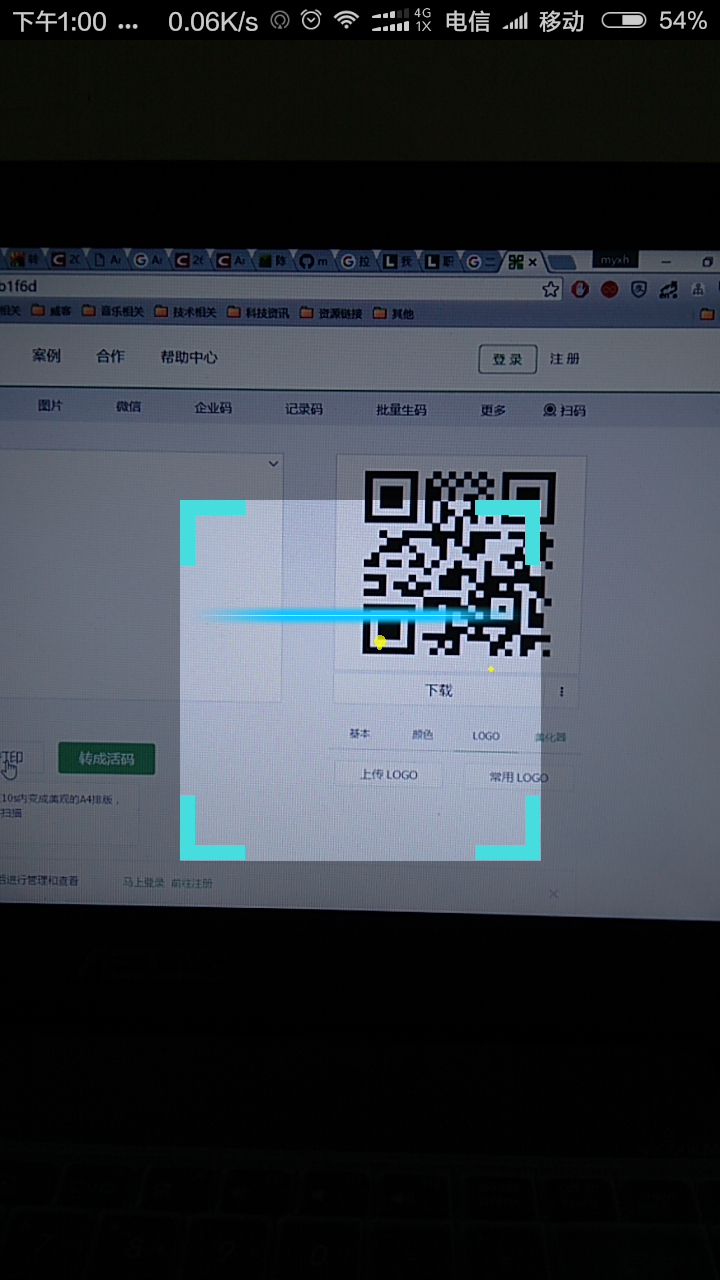 下午1:00 ... 0.06K/s 4G 1X 电信 移动 54%
myxh
b1f6d
相关 威客 音乐相关 技术相关 科技资讯 资源链接 其他
案例 合作 帮助中心 登录 注册
图片 微信 企业码 记录码 批量生码 更多 扫码
下载
基本 颜色 LOGO 美化器
打印 转成活码
上传 LOGO 常用 LOGO
10s内变成美观的A4排版，
扫描
后进行管理和查看 马上登录 前往注册